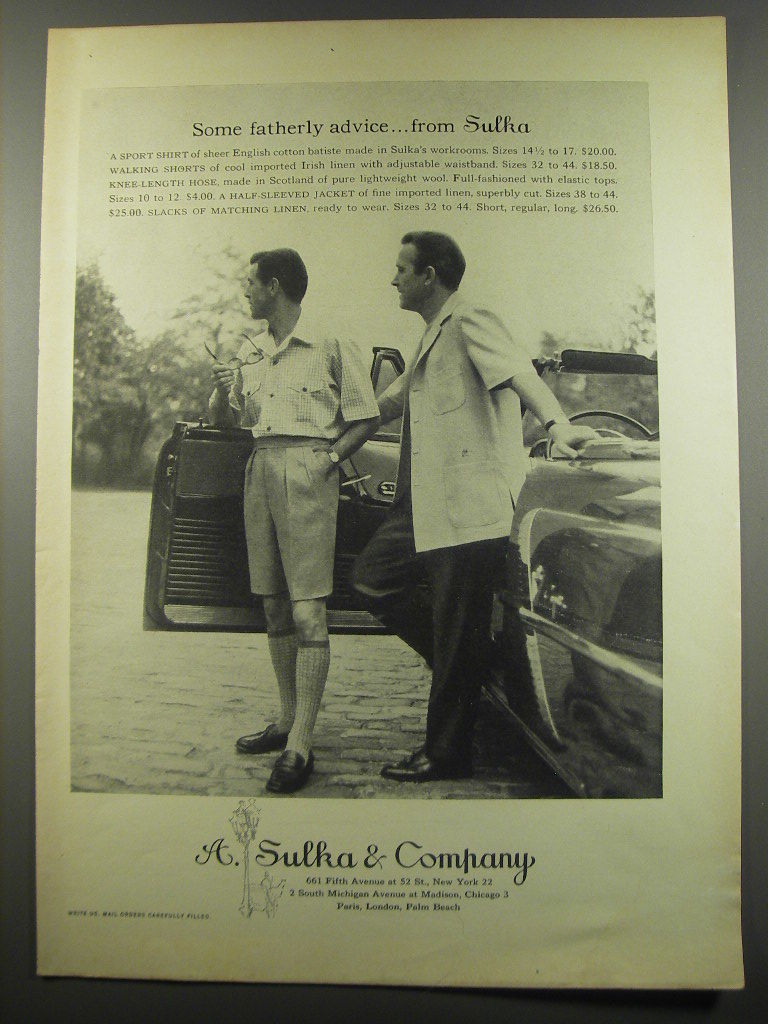 Some fatherly advice...from Sulka
A SPORT SHIRT of sheer English cotton batiste made in Sulka's workrooms. Sizes 14½ to 17. $20.00.
WALKING SHORTS of cool imported Irish linen with adjustable waistband. Sizes 32 to 44. $18.50.
KNEE-LENGTH HOSE, made in Scotland of pure lightweight wool. Full-fashioned with elastic tops.
Sizes 10 to 12. $4.00. A HALF-SLEEVED JACKET of fine imported linen, superbly cut. Sizes 38 to 44.
$25.00. SLACKS OF MATCHING LINEN, ready to wear. Sizes 32 to 44. Short, regular, long. $26.50.
A. Sulka & Company
661 Fifth Avenue at 52 St., New York 22
2 South Michigan Avenue at Madison, Chicago 3
Paris, London, Palm Beach
WRITE US. MAIL ORDERS CAREFULLY FILLED.